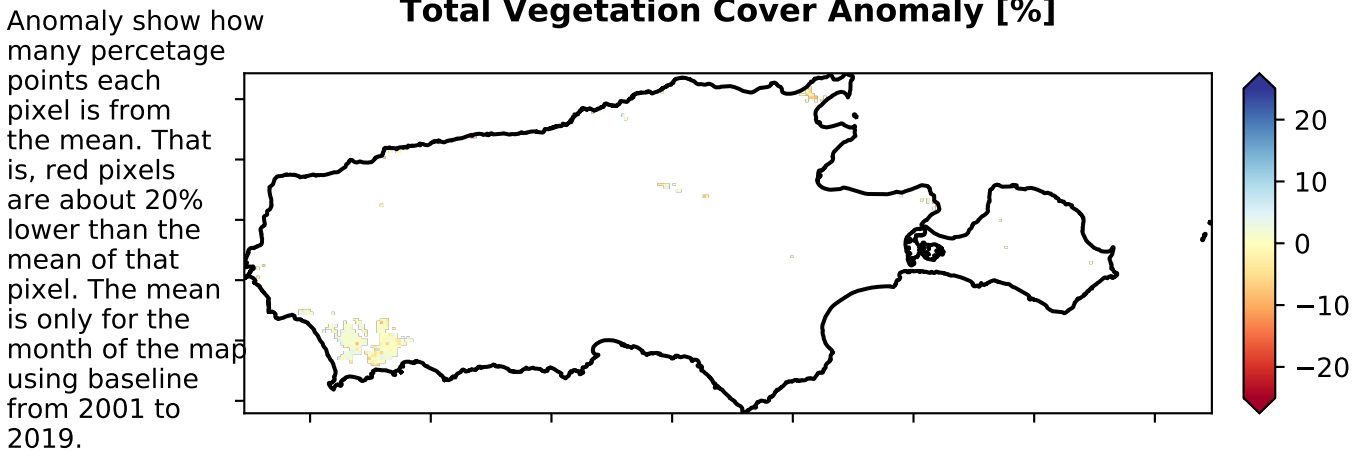 Total Vegetation Cover Anomaly [%]
Anomaly show how
many percetage
points each
pixel is from
the mean. That
is, red pixels
are about 20%
lower than the
mean of that
pixel. The mean
is only for the
month of the map
using baseline
from 2001 to
2019.
20
10
0
−10
−20